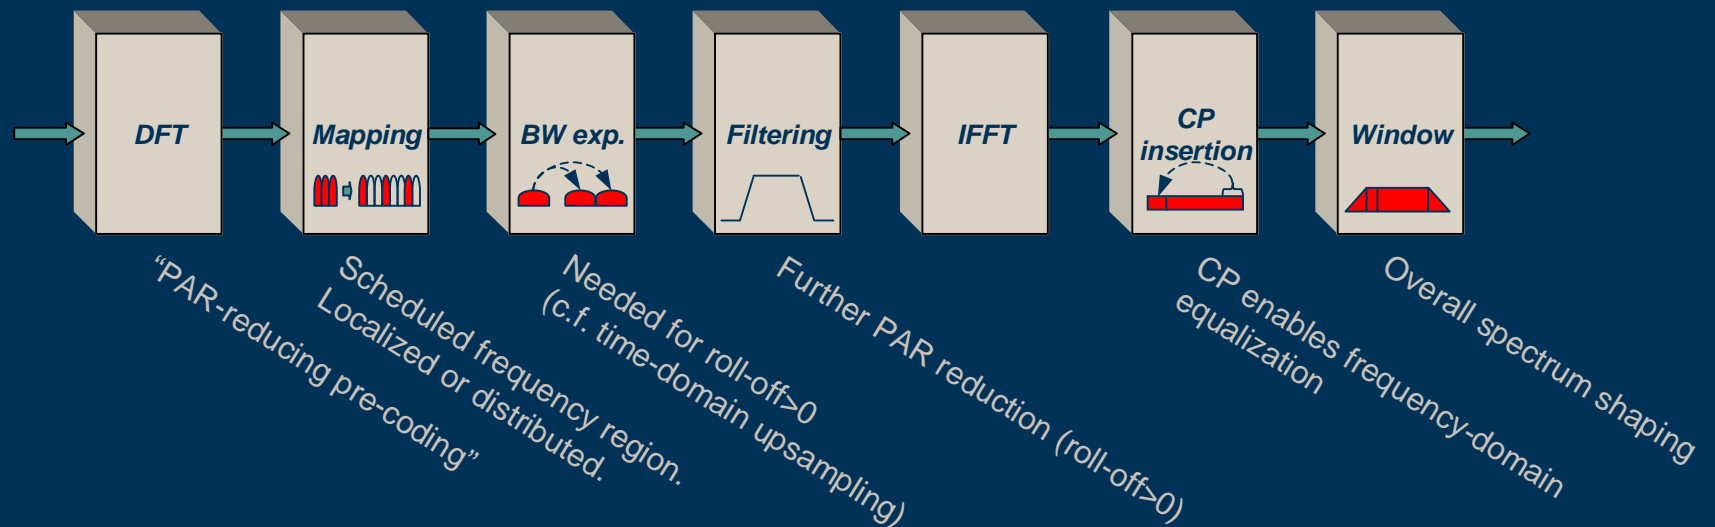 DFT
Mapping
BW exp.
Filtering
IFFT
CP
insertion
Window
“PAR-reducing pre-coding”
Scheduled frequency region.
Localized or distributed.
Needed for roll-off>0
(c.f. time-domain upsampling)
Further PAR reduction (roll-off>0)
CP enables frequency-domain
equalization
Overall spectrum shaping